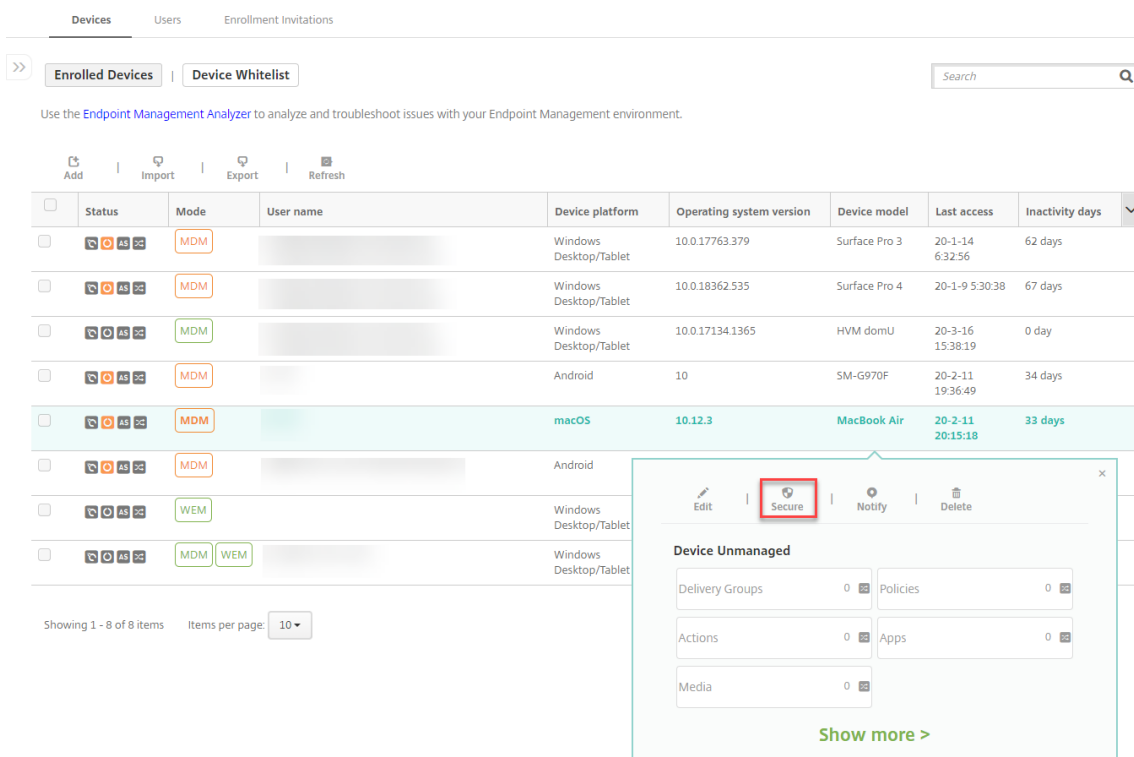 Devices Users Enrollment Invitations
Enrolled Devices | Device Whitelist Search
Use the Endpoint Management Analyzer to analyze and troubleshoot issues with your Endpoint Management environment.
Add | Import | Export | Refresh
Status Mode User name Device platform Operating system version Device model Last access Inactivity days
AS MDM Windows 10.0.17763.379 Surface Pro 3 20-1-14 62 days
Desktop/Tablet 6:32:56
AS MDM Windows 10.0.18362.535 Surface Pro 4 20-1-9 5:30:38 67 days
Desktop/Tablet
AS MDM Windows 10.0.17134.1365 HVM domU 20-3-16 0 day
Desktop/Tablet 15:38:19
AS MDM Android 10 SM-G970F 20-2-11 34 days
19:36:49
AS MDM macOS 10.12.3 MacBook Air 20-2-11 33 days
20:15:18
AS MDM Android
AS WEM Windows
Desktop/Tablet
AS MDM WEM Windows
Desktop/Tablet
Showing 1 - 8 of 8 items Items per page: 10
×
Edit | Secure | Notify | Delete
Device Unmanaged
Delivery Groups 0 Policies 0
Actions 0 Apps 0
Media 0
Show more >